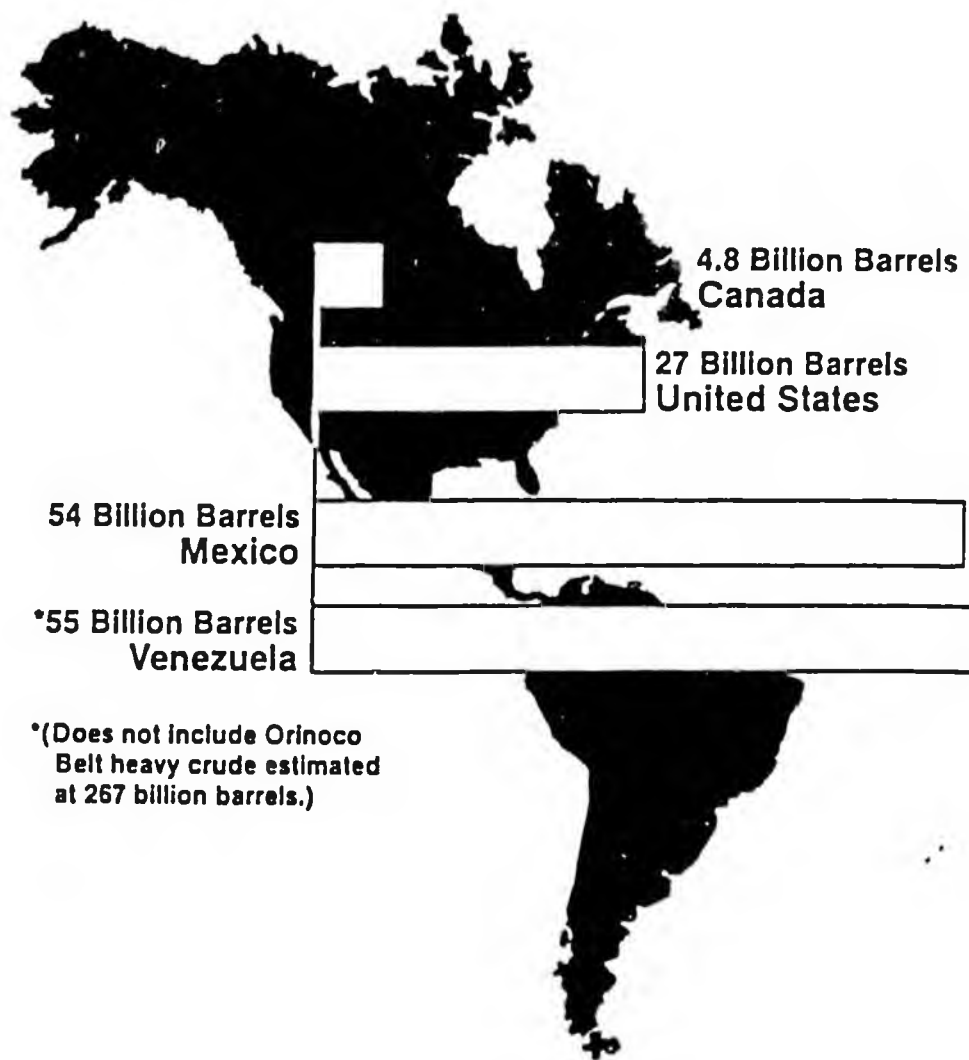 4.8 Billion Barrels
Canada
27 Billion Barrels
United States
54 Billion Barrels
Mexico
*55 Billion Barrels
Venezuela
*(Does not include Orinoco
Belt heavy crude estimated
at 267 billion barrels.)